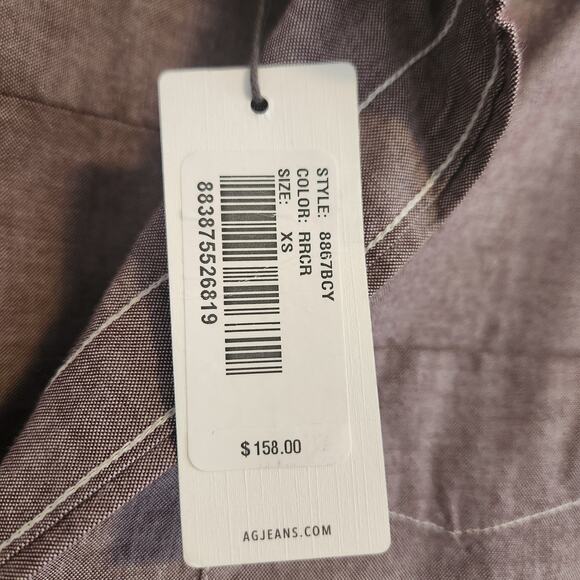 STYLE: 8867BCY
COLOR: RRCR
SIZE: XS
883875526819
$158.00
AGJEANS.COM